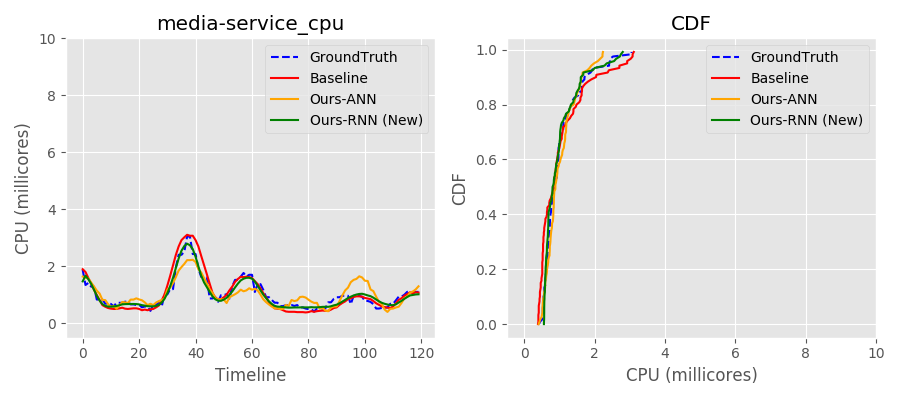 media-service_cpu
CPU (millicores)
10
8
6
4
2
0
0 20 40 60 80 100 120
Timeline
GroundTruth
Baseline
Ours-ANN
Ours-RNN (New)
CDF
CDF
1.0
0.8
0.6
0.4
0.2
0.0
0 2 4 6 8 10
CPU (millicores)
GroundTruth
Baseline
Ours-ANN
Ours-RNN (New)